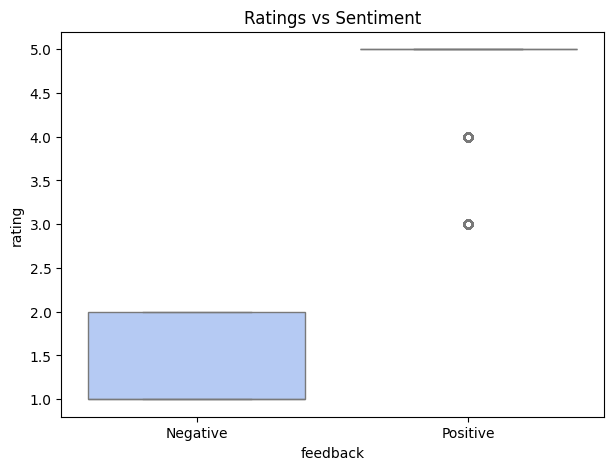 Ratings vs Sentiment
rating
5.0
4.5
4.0
3.5
3.0
2.5
2.0
1.5
1.0
Negative
Positive
feedback